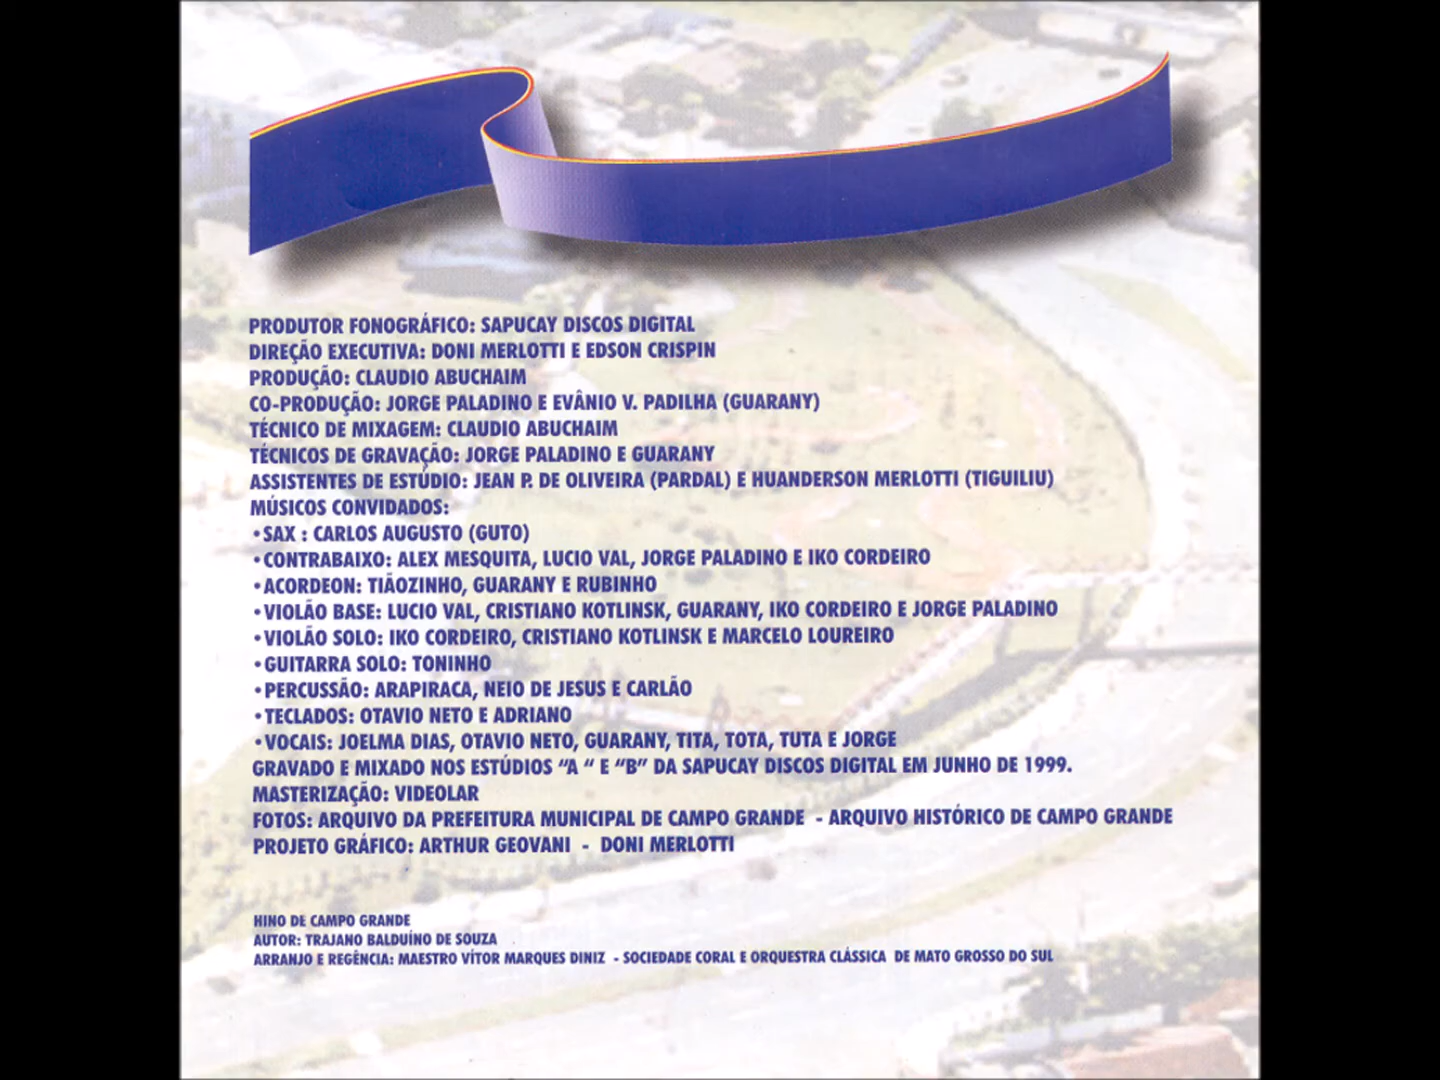 PRODUTOR FONOGRÁFICO: SAPUCAY DISCOS DIGITAL
DIREÇÃO EXECUTIVA: DONI MERLOTTI E EDSON CRISPIN
PRODUÇÃO: CLAUDIO ABUCHAIM
CO-PRODUÇÃO: JORGE PALADINO E EVÂNIO V. PADILHA (GUARANY)
TÉCNICO DE MIXAGEM: CLAUDIO ABUCHAIM
TÉCNICOS DE GRAVAÇÃO: JORGE PALADINO E GUARANY
ASSISTENTES DE ESTÚDIO: JEAN P. DE OLIVEIRA (PARDAL) E HUANDERSON MERLOTTI (TIGUILIU)
MÚSICOS CONVIDADOS:
•SAX : CARLOS AUGUSTO (GUTO)
•CONTRABAIXO: ALEX MESQUITA, LUCIO VAL, JORGE PALADINO E IKO CORDEIRO
•ACORDEON: TIÃOZINHO, GUARANY E RUBINHO
•VIOLÃO BASE: LUCIO VAL, CRISTIANO KOTLINSK, GUARANY, IKO CORDEIRO E JORGE PALADINO
•VIOLÃO SOLO: IKO CORDEIRO, CRISTIANO KOTLINSK E MARCELO LOUREIRO
•GUITARRA SOLO: TONINHO
•PERCUSSÃO: ARAPIRACA, NEIO DE JESUS E CARLÃO
•TECLADOS: OTAVIO NETO E ADRIANO
•VOCAIS: JOELMA DIAS, OTAVIO NETO, GUARANY, TITA, TOTA, TUTA E JORGE
GRAVADO E MIXADO NOS ESTÚDIOS “A “ E “B” DA SAPUCAY DISCOS DIGITAL EM JUNHO DE 1999.
MASTERIZAÇÃO: VIDEOLAR
FOTOS: ARQUIVO DA PREFEITURA MUNICIPAL DE CAMPO GRANDE - ARQUIVO HISTÓRICO DE CAMPO GRANDE
PROJETO GRÁFICO: ARTHUR GEOVANI - DONI MERLOTTI
HINO DE CAMPO GRANDE
AUTOR: TRAJANO BALDUÍNO DE SOUZA
ARRANJO E REGÊNCIA: MAESTRO VÍTOR MARQUES DINIZ - SOCIEDADE CORAL E ORQUESTRA CLÁSSICA DE MATO GROSSO DO SUL